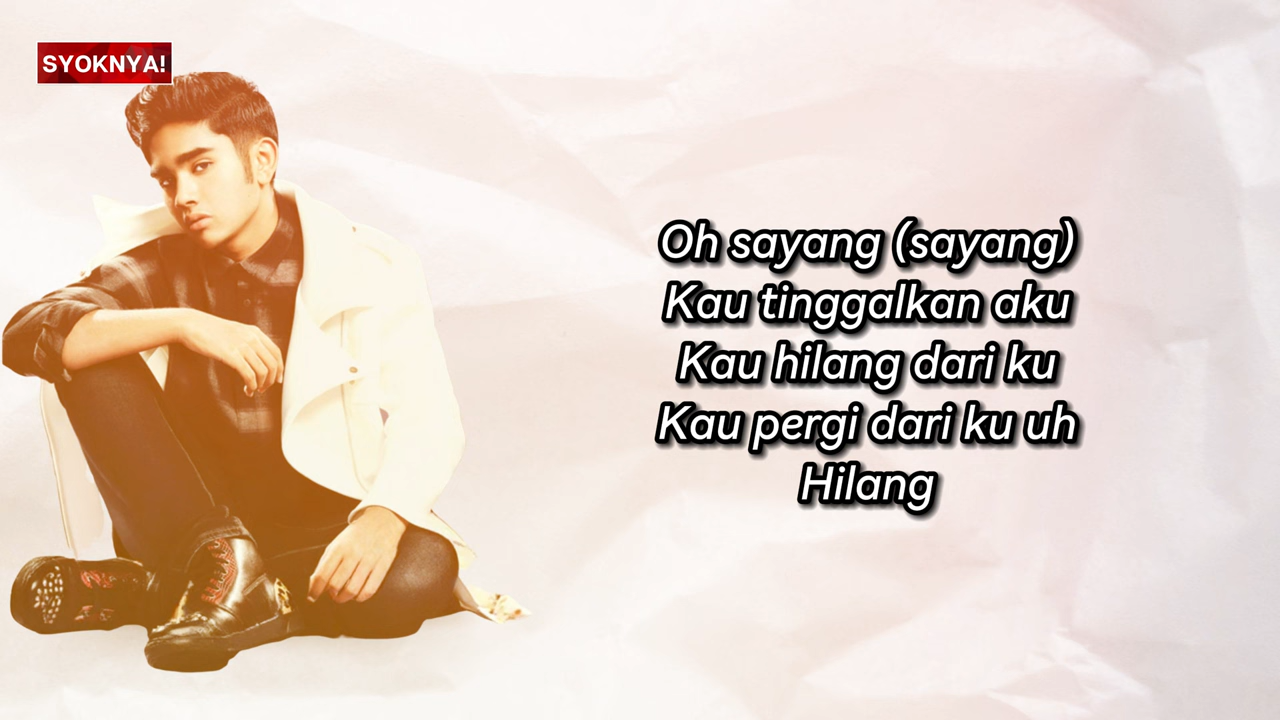 SYOKNYA!
Oh sayang (sayang)
Kau tinggalkan aku
Kau hilang dari ku
Kau pergi dari ku uh
Hilang